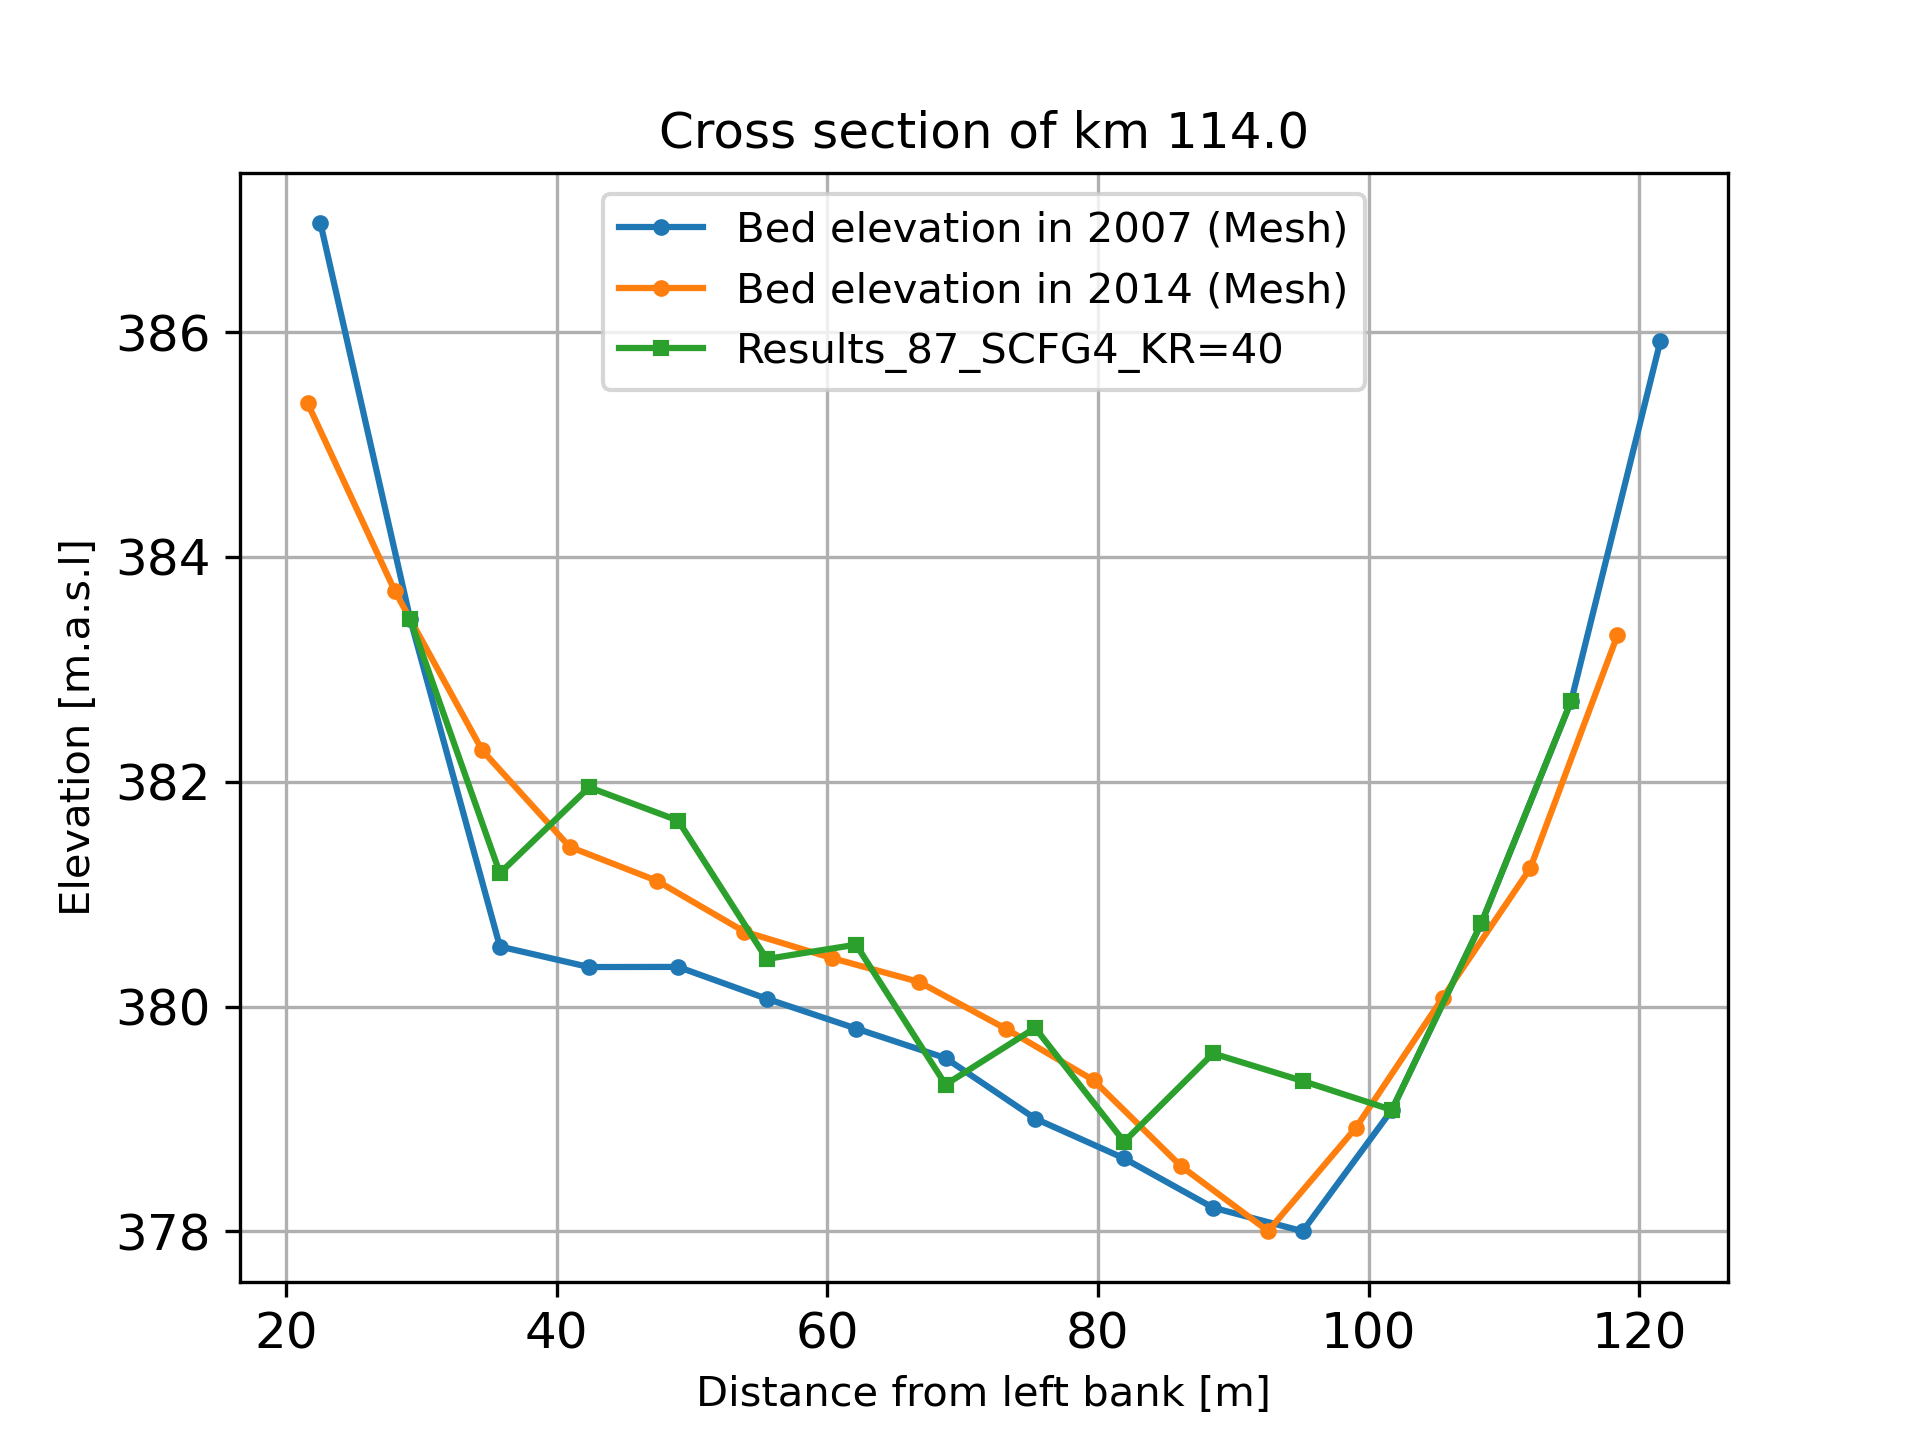 Cross section of km 114.0
Bed elevation in 2007 (Mesh)
Bed elevation in 2014 (Mesh)
Results_87_SCFG4_KR=40
Elevation [m.a.s.l]
386
384
382
380
378
20 40 60 80 100 120
Distance from left bank [m]